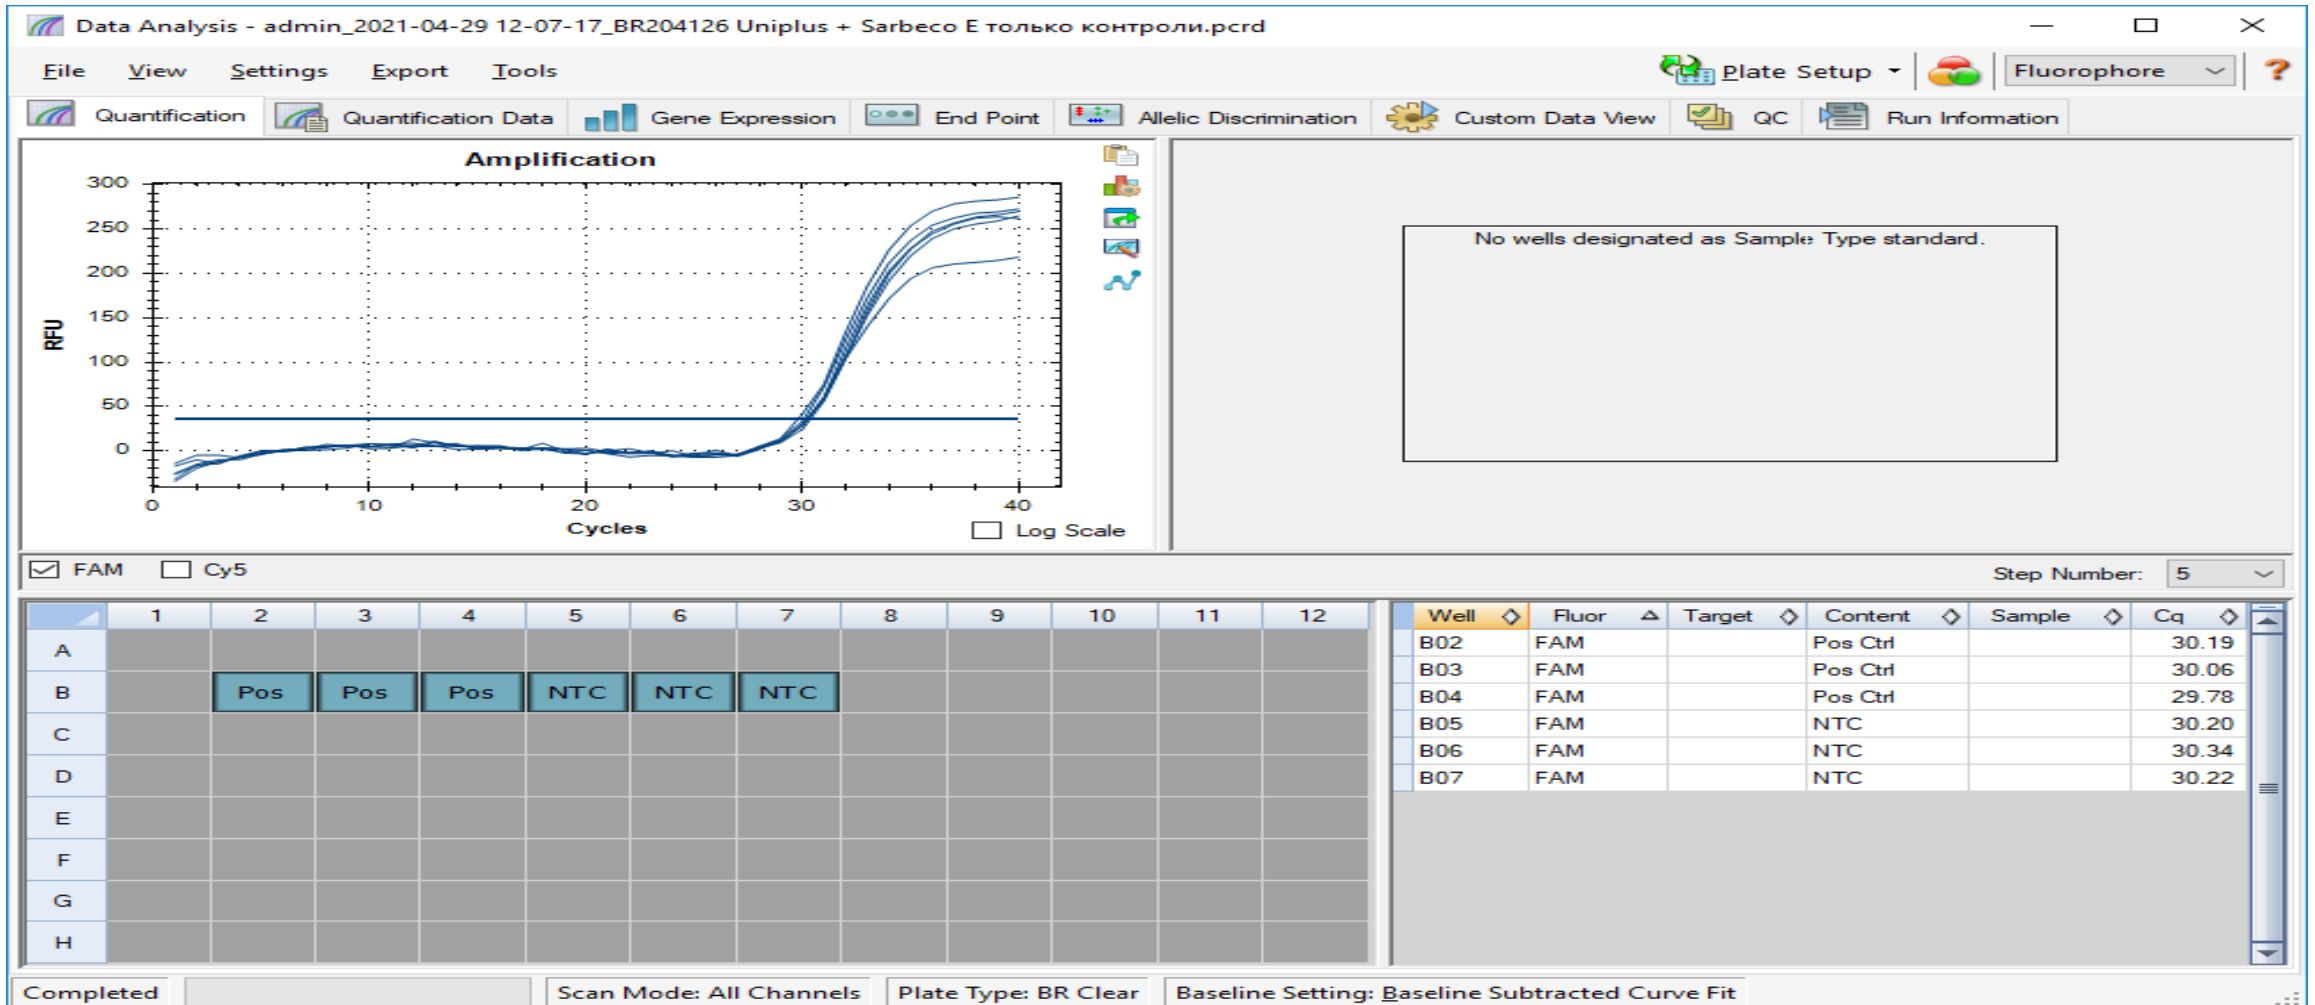 Data Analysis - admin_2021-04-29 12-07-17_BR204126 Uniplus + Sarbeco E только контроли.pcrd
File View Settings Export Tools Plate Setup Fluorophore ?
Quantification Quantification Data Gene Expression End Point Allelic Discrimination Custom Data View QC Run Information
Amplification
300
250
200
150
100
50
0
RFU
0 10 20 30 40
Cycles
Log Scale
No wells designated as Sample Type standard.
FAM Cy5 Step Number: 5
1 2 3 4 5 6 7 8 9 10 11 12
A
B Pos Pos Pos NTC NTC NTC
C
D
E
F
G
H
Well Fluor Target Content Sample Cq
B02 FAM Pos Ctrl 30.19
B03 FAM Pos Ctrl 30.06
B04 FAM Pos Ctrl 29.78
B05 FAM NTC 30.20
B06 FAM NTC 30.34
B07 FAM NTC 30.22
Completed Scan Mode: All Channels Plate Type: BR Clear Baseline Setting: Baseline Subtracted Curve Fit